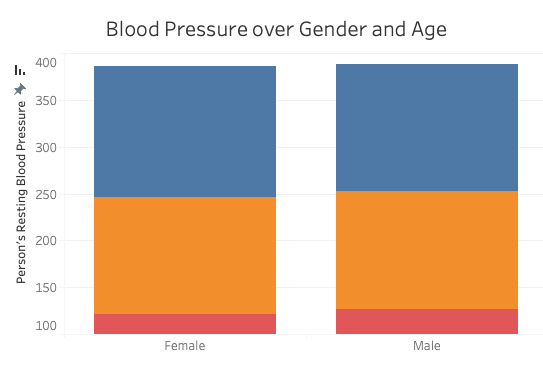 Blood Pressure over Gender and Age
Person's Resting Blood Pressure
400
350
300
250
200
150
100
Female Male